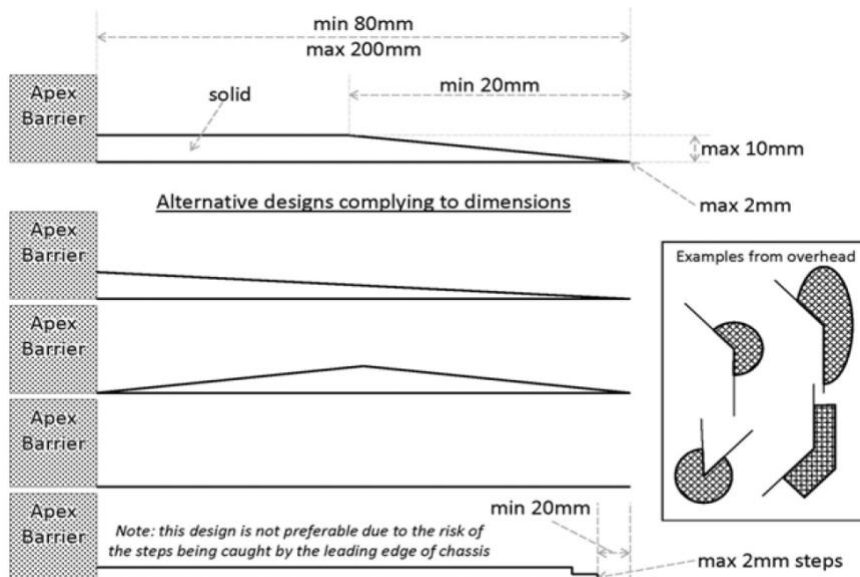 min 80mm
max 200mm
min 20mm
Apex
Barrier
solid
max 10mm
max 2mm
Alternative designs complying to dimensions
Apex
Barrier
Examples from overhead
Apex
Barrier
Apex
Barrier
Apex
Barrier
Note: this design is not preferable due to the risk of
the steps being caught by the leading edge of chassis
min 20mm
max 2mm steps